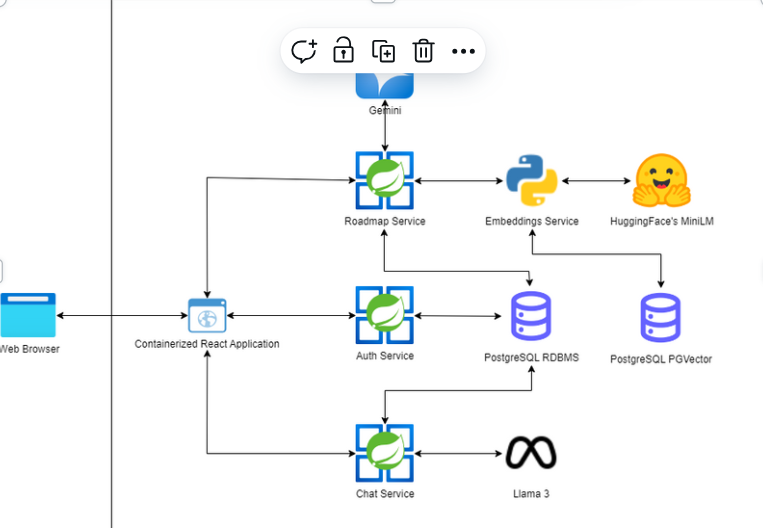 Gemini
Roadmap Service
Embeddings Service
HuggingFace's MiniLM
Web Browser
Containerized React Application
Auth Service
PostgreSQL RDBMS
PostgreSQL PGVector
Chat Service
Llama 3